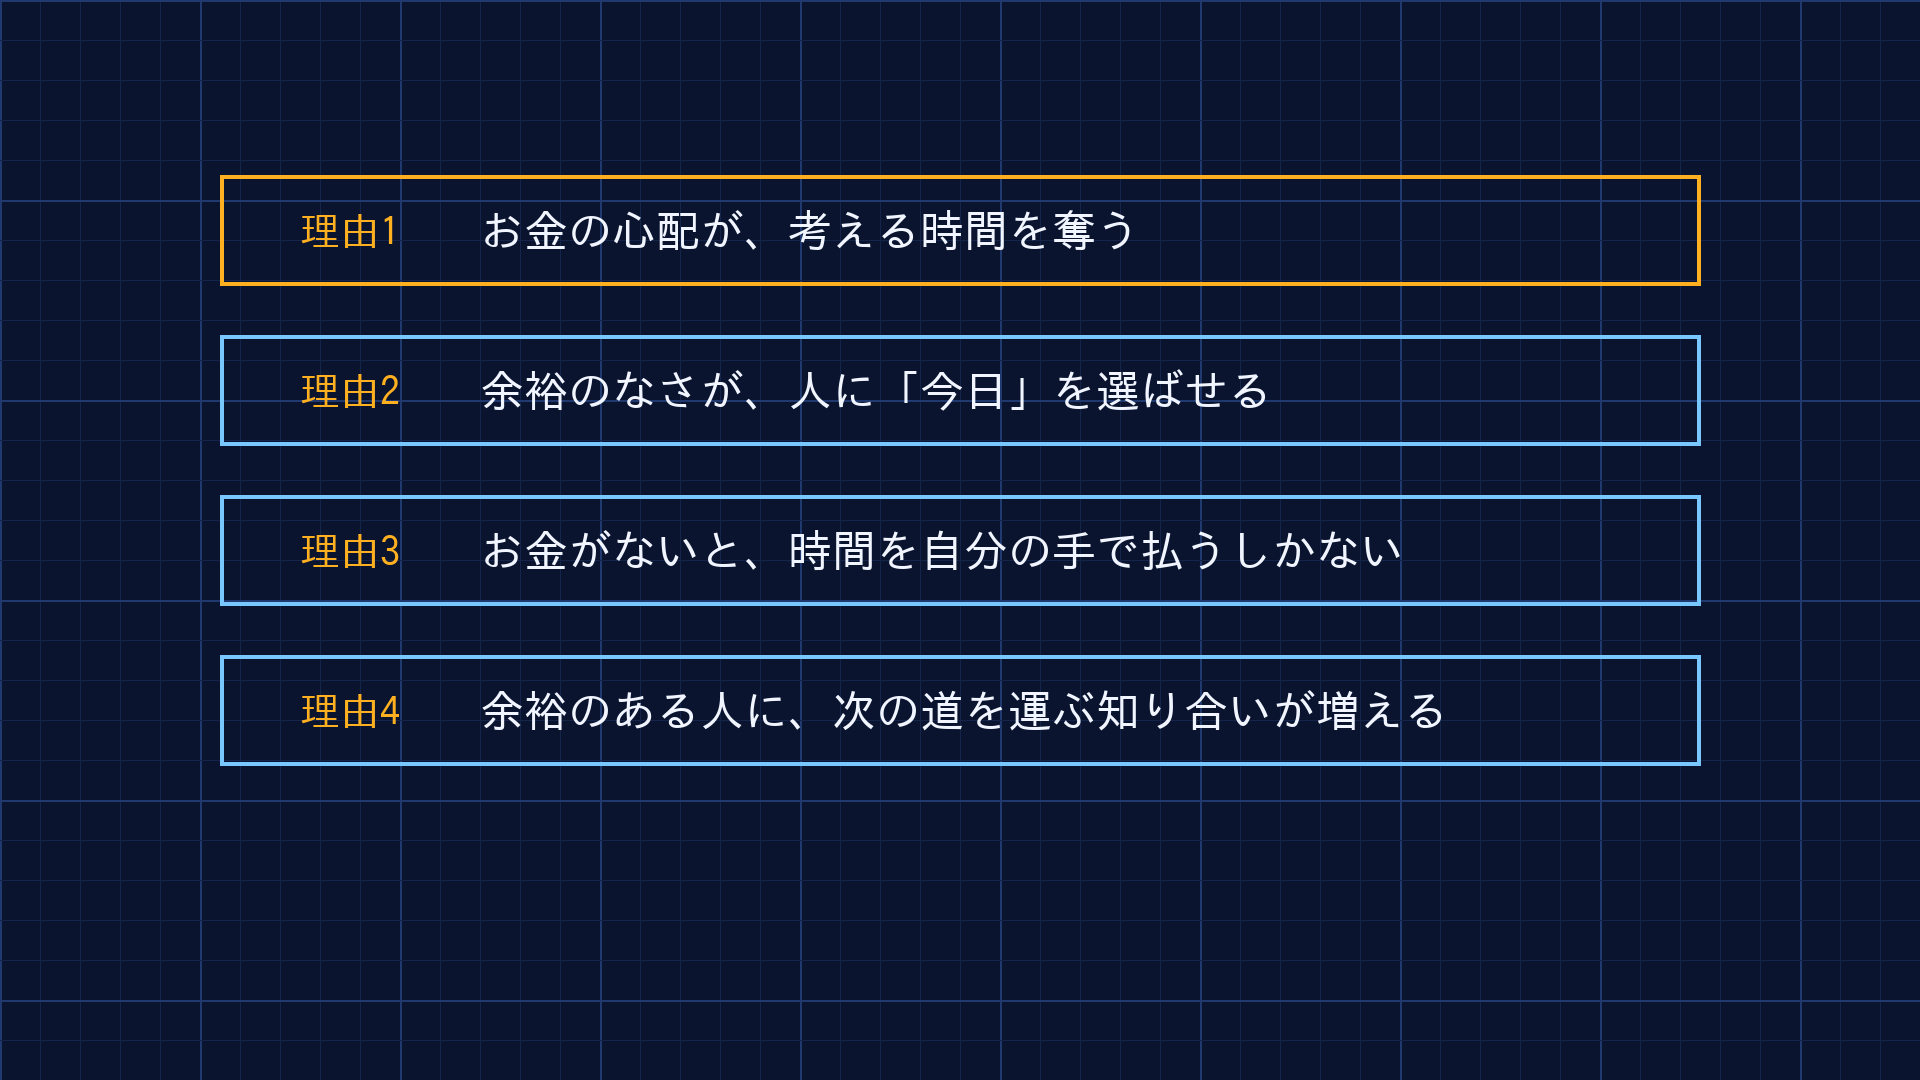 理由1 お金の心配が、考える時間を奪う
理由2 余裕のなさが、人に「今日」を選ばせる
理由3 お金がないと、時間を自分の手で払うしかない
理由4 余裕のある人に、次の道を運ぶ知り合いが増える